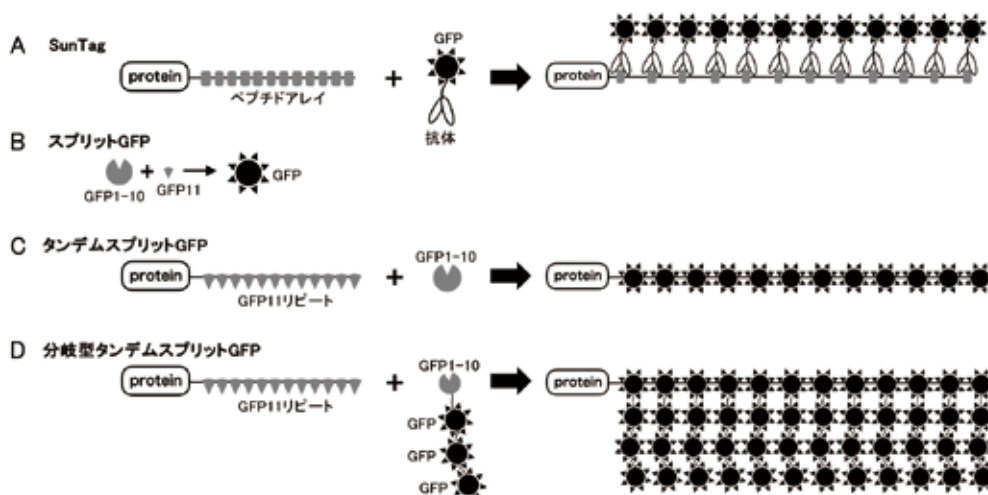 A SunTag
GFP
protein
+
protein
ペプチドアレイ
抗体
B スプリットGFP
+
GFP
GFP1-10
GFP11
C タンデムスプリットGFP
GFP1-10
protein
+
protein
GFP11リピート
D 分岐型タンデムスプリットGFP
GFP1-10
protein
+
protein
GFP11リピート
GFP
GFP
GFP